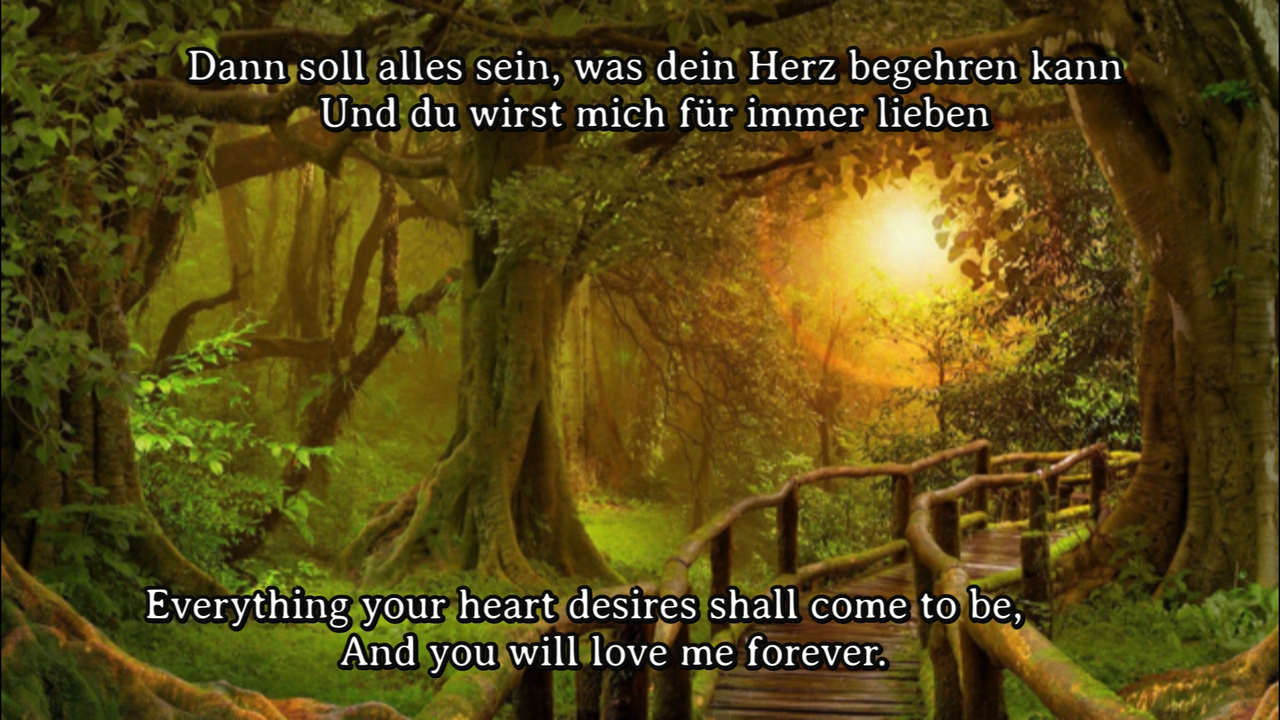 Dann soll alles sein, was dein Herz begehren kann
Und du wirst mich für immer lieben
Everything your heart desires shall come to be,
And you will love me forever.